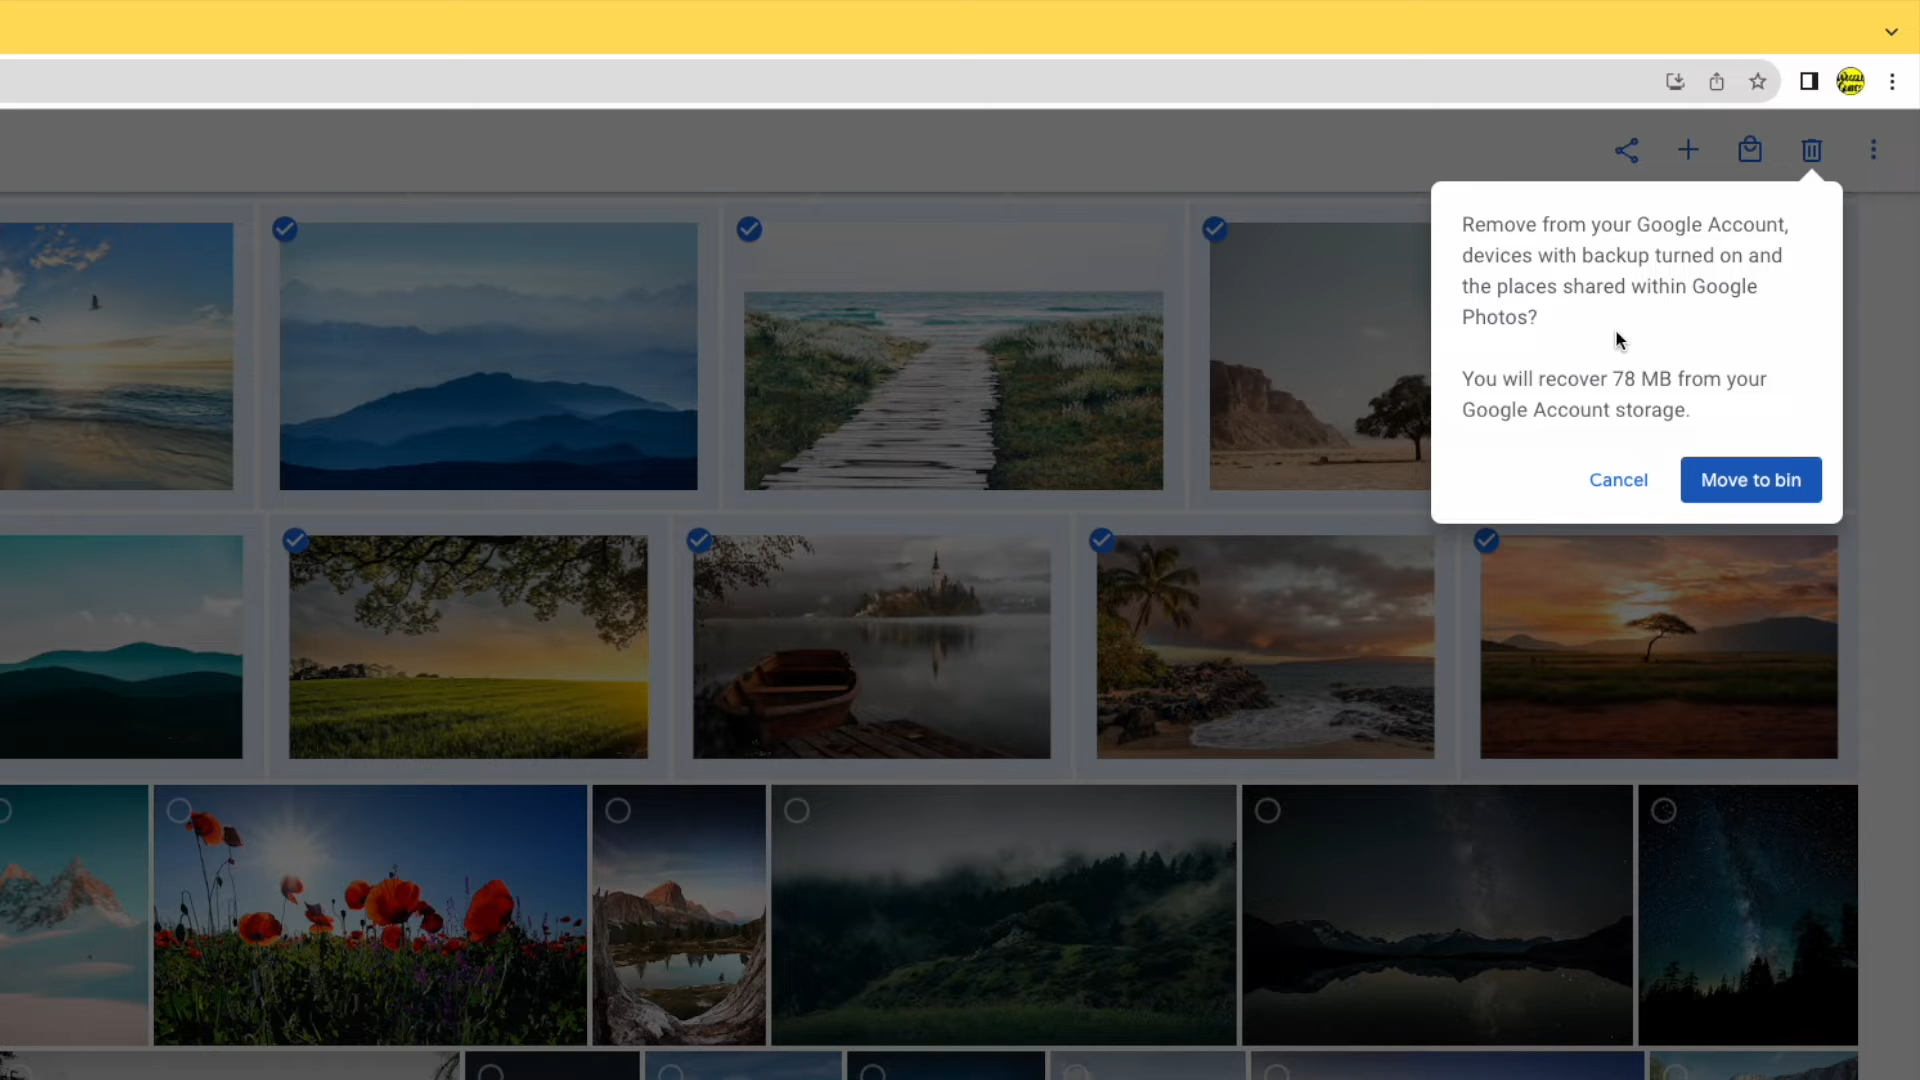 Remove from your Google Account,
devices with backup turned on and
the places shared within Google
Photos?
You will recover 78 MB from your
Google Account storage.
Cancel
Move to bin